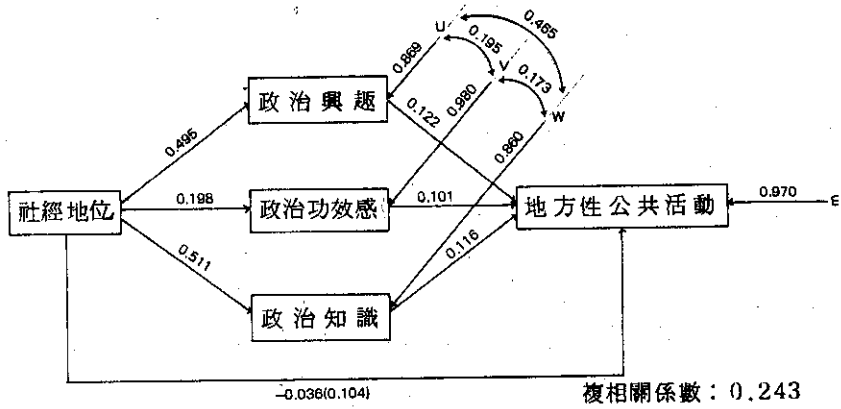 0.465
U
0.195
0.869
V
0.173
政治興趣
0.980
W
0.122
0.860
0.495
社經地位
0.198
政治功效感
0.101
地方性公共活動
0.970
E
0.511
0.116
政治知識
-0.036(0.104)
複相關係數：0.243